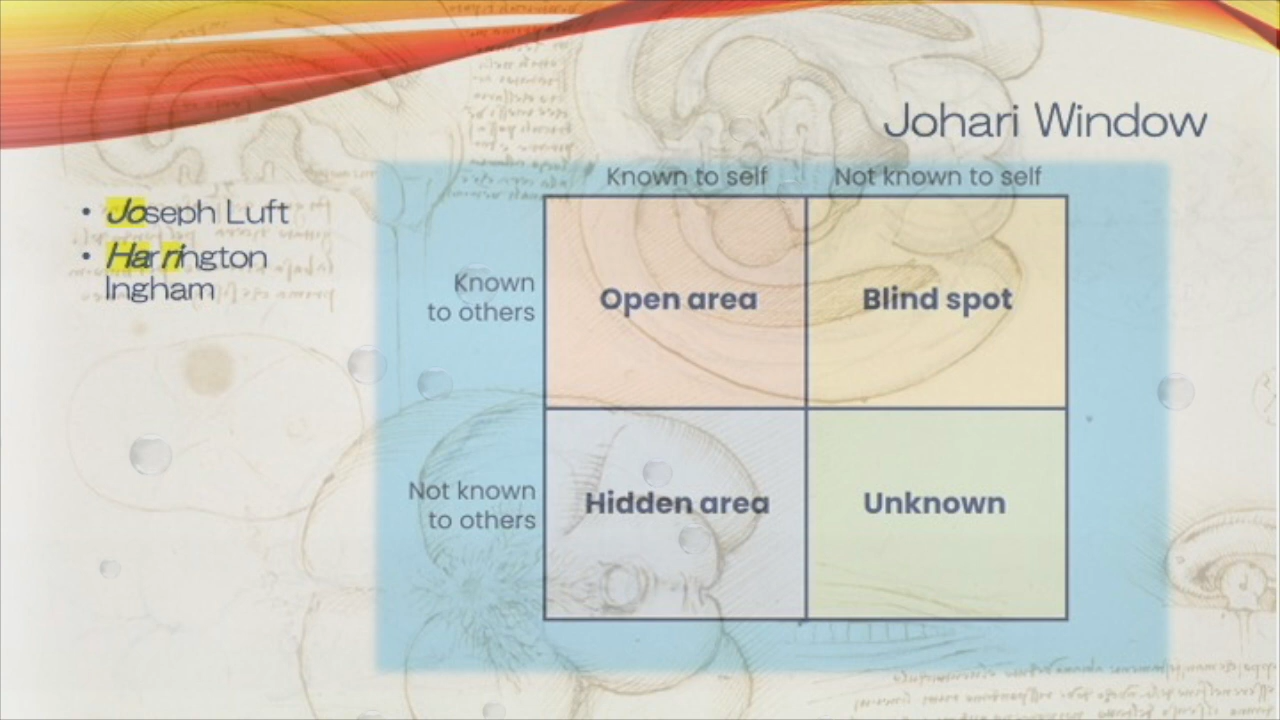 Johari Window
• Joseph Luft
• Harrington
Ingham
Known to self Not known to self
Known
to others
Open area Blind spot
Not known
to others
Hidden area Unknown